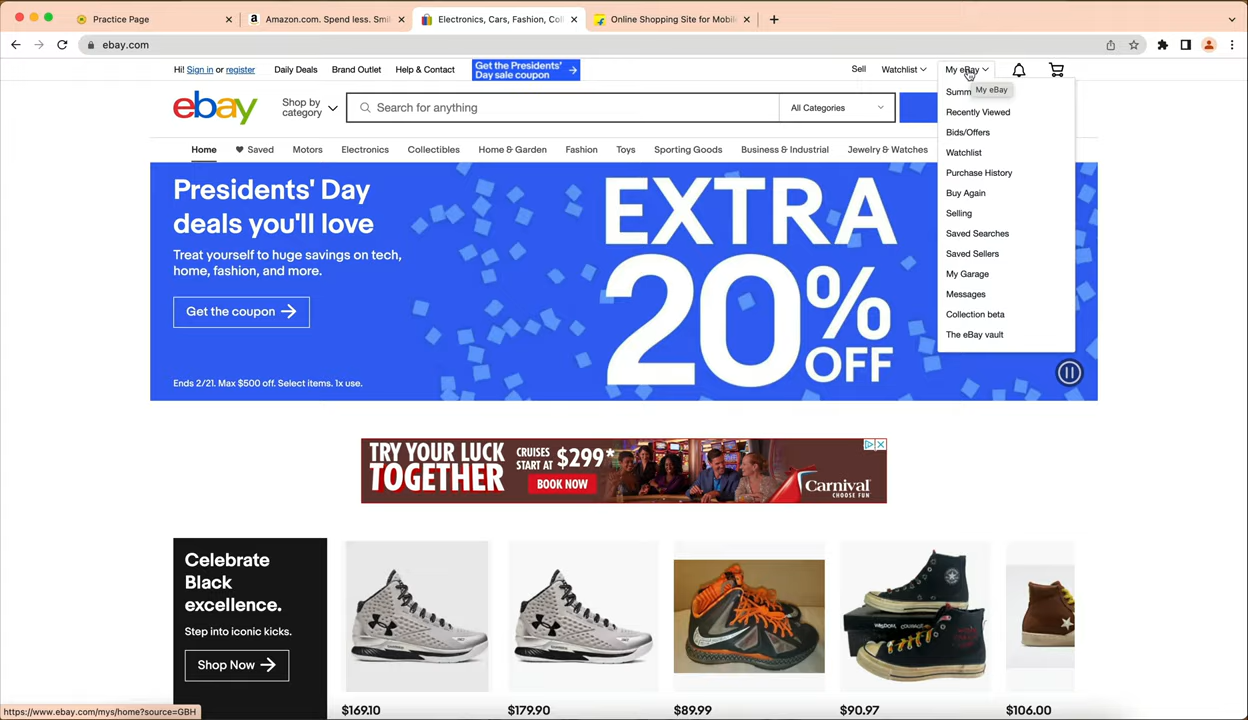 Practice Page
Amazon.com. Spend less. Smi
Electronics, Cars, Fashion, Col
Online Shopping Site for Mobil
ebay.com
Hi! Sign in or register
Daily Deals
Brand Outlet
Help & Contact
Get the Presidents'
Day sale coupon
Sell
Watchlist
My eBay
ebay
Shop by
category
Search for anything
All Categories
My eBay
Summ
Recently Viewed
Bids/Offers
Watchlist
Purchase History
Buy Again
Selling
Saved Searches
Saved Sellers
My Garage
Messages
Collection beta
The eBay vault
Home
Saved
Motors
Electronics
Collectibles
Home & Garden
Fashion
Toys
Sporting Goods
Business & Industrial
Jewelry & Watches
Presidents' Day
deals you'll love
Treat yourself to huge savings on tech,
home, fashion, and more.
Get the coupon
Ends 2/21. Max $500 off. Select items. 1x use.
EXTRA
20%
OFF
TRY YOUR LUCK
TOGETHER
CRUISES
START AT $299*
BOOK NOW
Carnival
CHOOSE FUN
Celebrate
Black
excellence.
Step into iconic kicks.
Shop Now
$169.10
$179.90
$89.99
$90.97
$106.00
https://www.ebay.com/mys/home?source=GBH